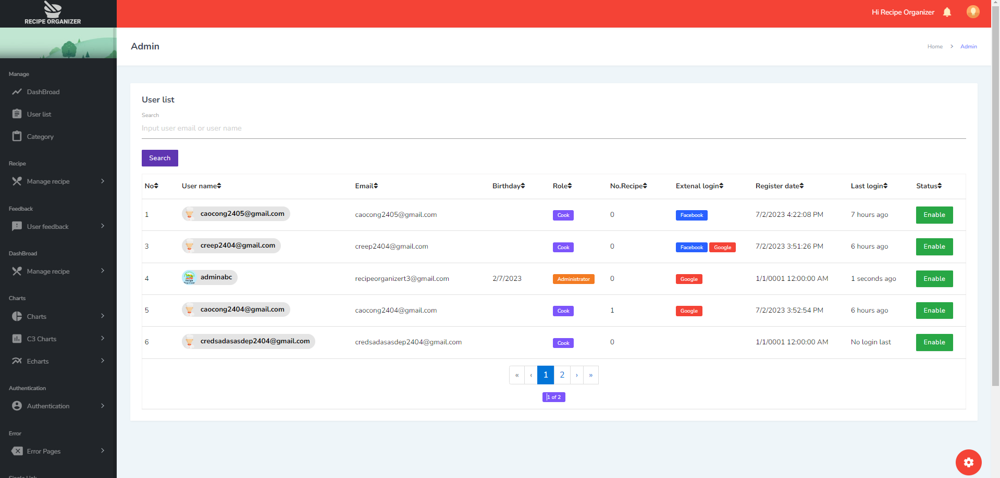 RECIPE ORGANIZER
Hi Recipe Organizer
Admin
Home > Admin
Manage
DashBroad
User list
Category
Recipe
Manage recipe
Feedback
User feedback
DashBroad
Manage recipe
Charts
Charts
C3 Charts
Echarts
Authentication
Authentication
Error
Error Pages
Single Link
User list
Search
Input user email or user name
Search
No User name Email Birthday Role No.Recipe Extenal login Register date Last login Status
1 caocong2405@gmail.com caocong2405@gmail.com Cook 0 Facebook 7/2/2023 4:22:08 PM 7 hours ago Enable
3 creep2404@gmail.com creep2404@gmail.com Cook 0 Facebook Google 7/2/2023 3:51:26 PM 6 hours ago Enable
4 adminabc recipeorganizert3@gmail.com 2/7/2023 Administrator 0 Google 1/1/0001 12:00:00 AM 1 seconds ago Enable
5 caocong2404@gmail.com caocong2404@gmail.com Cook 1 Google 7/2/2023 3:52:54 PM 6 hours ago Enable
6 credsadasasdep2404@gmail.com credsadasasdep2404@gmail.com Cook 0 1/1/0001 12:00:00 AM No login last Enable
« ‹ 1 2 › »
1 of 2